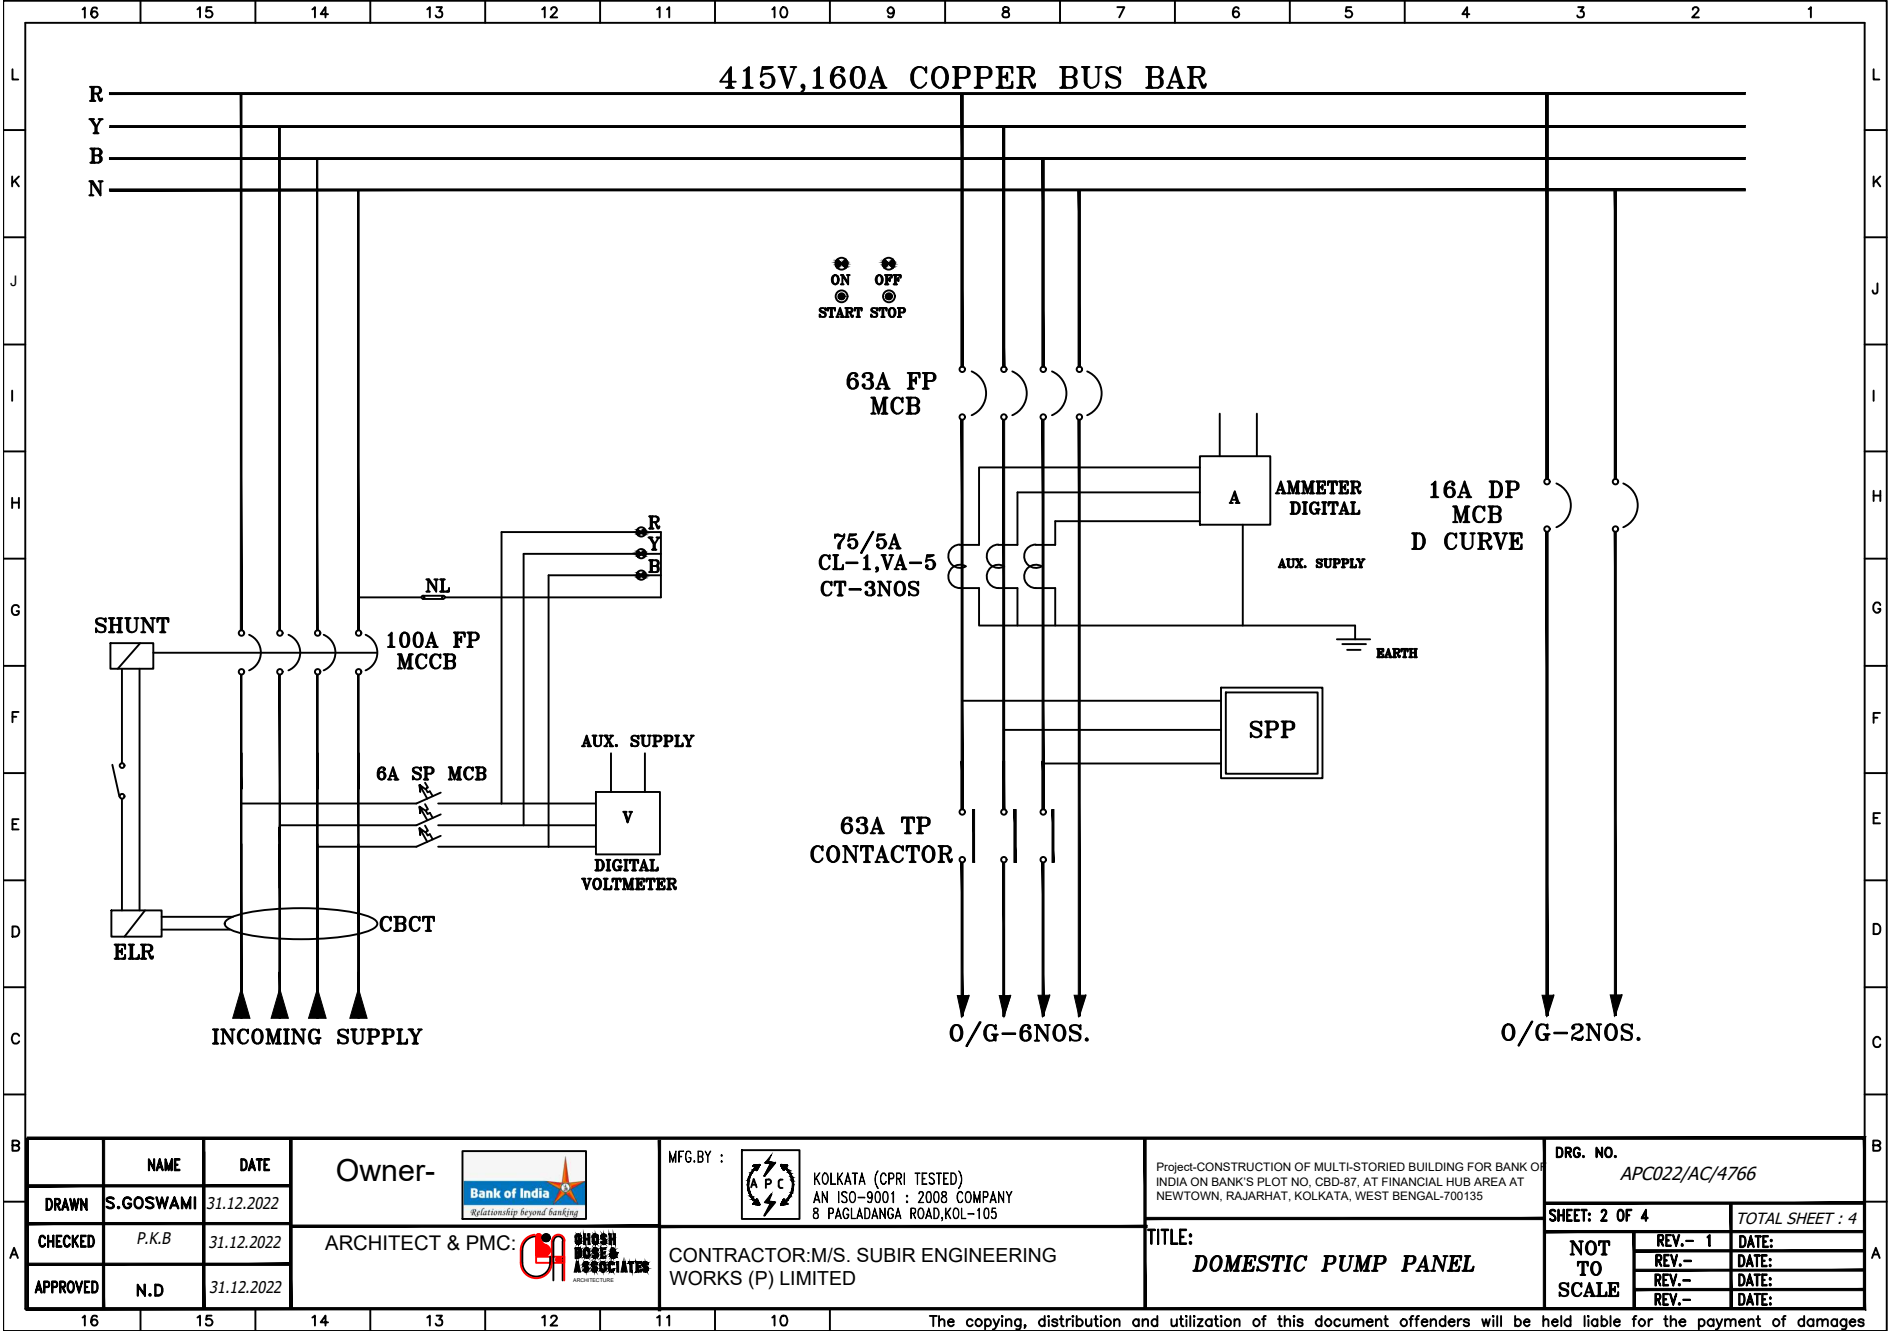 16 15 14 13 12 11 10 9 8 7 6 5 4 3 2 1
L L
415V,160A COPPER BUS BAR
R
Y
B
K K
N
J J
ON OFF
START STOP
I I
63A FP
MCB
H H
AMMETER
DIGITAL
A
16A DP
MCB
D CURVE
R
Y
B
75/5A
CL-1,VA-5
CT-3NOS
AUX. SUPPLY
NL
G G
SHUNT
100A FP
MCCB
EARTH
F F
SPP
AUX. SUPPLY
6A SP MCB
E E
V
63A TP
CONTACTOR
DIGITAL
VOLTMETER
D D
CBCT
ELR
C C
INCOMING SUPPLY
O/G-6NOS.
O/G-2NOS.
B B
NAME DATE
DRAWN S.GOSWAMI 31.12.2022
CHECKED P.K.B 31.12.2022
APPROVED N.D 31.12.2022
Owner-
Bank of India
Relationship beyond banking
ARCHITECT & PMC:
GHOSH
BOSE &
ASSOCIATES
ARCHITECTURE
MFG.BY :
A P C
KOLKATA (CPRI TESTED)
AN ISO-9001 : 2008 COMPANY
8 PAGLADANGA ROAD,KOL-105
CONTRACTOR:M/S. SUBIR ENGINEERING
WORKS (P) LIMITED
Project-CONSTRUCTION OF MULTI-STORIED BUILDING FOR BANK OF
INDIA ON BANK'S PLOT NO, CBD-87, AT FINANCIAL HUB AREA AT
NEWTOWN, RAJARHAT, KOLKATA, WEST BENGAL-700135
TITLE:
DOMESTIC PUMP PANEL
DRG. NO.
APC022/AC/4766
SHEET: 2 OF 4 TOTAL SHEET : 4
NOT
TO
SCALE
REV.- 1 DATE:
REV.- DATE:
REV.- DATE:
REV.- DATE:
A A
16 15 14 13 12 11 10
The copying, distribution and utilization of this document offenders will be held liable for the payment of damages